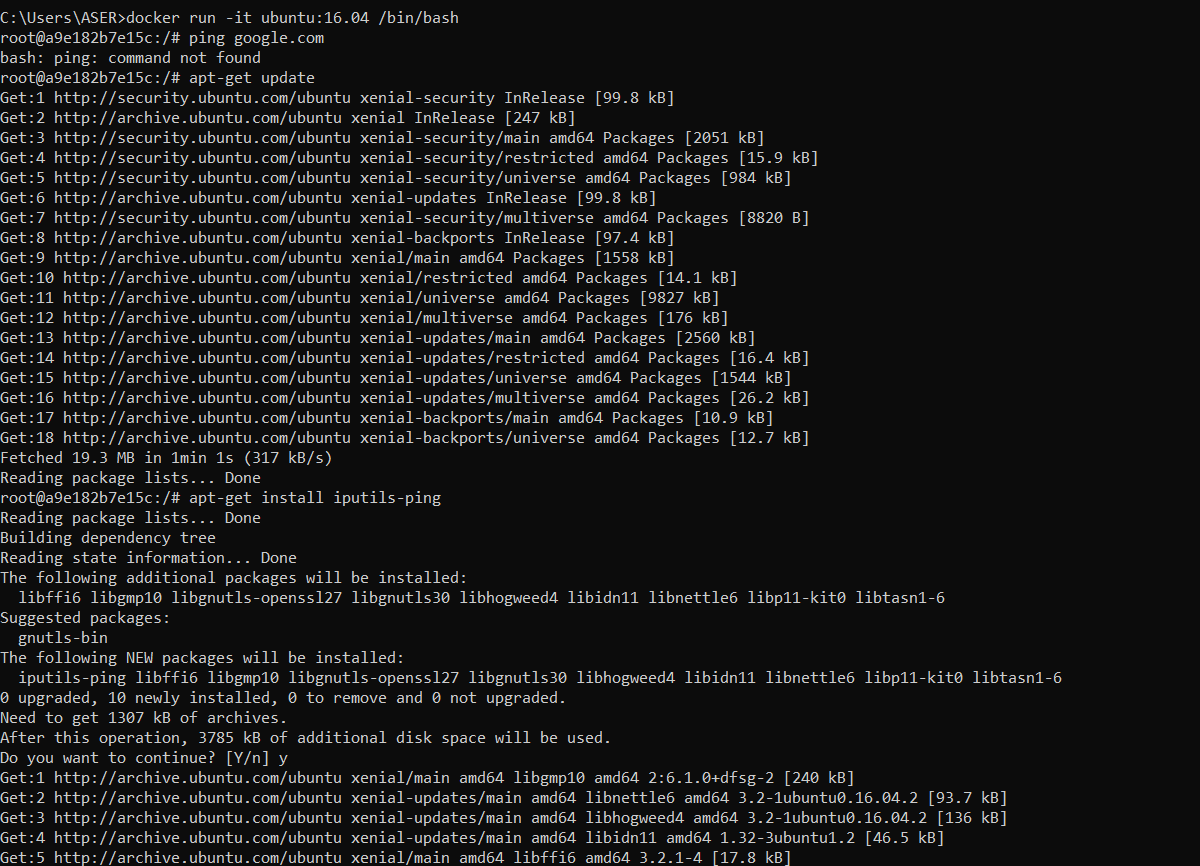 C:\Users\ASER>docker run -it ubuntu:16.04 /bin/bash
root@a9e182b7e15c:/# ping google.com
bash: ping: command not found
root@a9e182b7e15c:/# apt-get update
Get:1 http://security.ubuntu.com/ubuntu xenial-security InRelease [99.8 kB]
Get:2 http://archive.ubuntu.com/ubuntu xenial InRelease [247 kB]
Get:3 http://security.ubuntu.com/ubuntu xenial-security/main amd64 Packages [2051 kB]
Get:4 http://security.ubuntu.com/ubuntu xenial-security/restricted amd64 Packages [15.9 kB]
Get:5 http://security.ubuntu.com/ubuntu xenial-security/universe amd64 Packages [984 kB]
Get:6 http://archive.ubuntu.com/ubuntu xenial-updates InRelease [99.8 kB]
Get:7 http://security.ubuntu.com/ubuntu xenial-security/multiverse amd64 Packages [8820 B]
Get:8 http://archive.ubuntu.com/ubuntu xenial-backports InRelease [97.4 kB]
Get:9 http://archive.ubuntu.com/ubuntu xenial/main amd64 Packages [1558 kB]
Get:10 http://archive.ubuntu.com/ubuntu xenial/restricted amd64 Packages [14.1 kB]
Get:11 http://archive.ubuntu.com/ubuntu xenial/universe amd64 Packages [9827 kB]
Get:12 http://archive.ubuntu.com/ubuntu xenial/multiverse amd64 Packages [176 kB]
Get:13 http://archive.ubuntu.com/ubuntu xenial-updates/main amd64 Packages [2560 kB]
Get:14 http://archive.ubuntu.com/ubuntu xenial-updates/restricted amd64 Packages [16.4 kB]
Get:15 http://archive.ubuntu.com/ubuntu xenial-updates/universe amd64 Packages [1544 kB]
Get:16 http://archive.ubuntu.com/ubuntu xenial-updates/multiverse amd64 Packages [26.2 kB]
Get:17 http://archive.ubuntu.com/ubuntu xenial-backports/main amd64 Packages [10.9 kB]
Get:18 http://archive.ubuntu.com/ubuntu xenial-backports/universe amd64 Packages [12.7 kB]
Fetched 19.3 MB in 1min 1s (317 kB/s)
Reading package lists... Done
root@a9e182b7e15c:/# apt-get install iputils-ping
Reading package lists... Done
Building dependency tree
Reading state information... Done
The following additional packages will be installed:
  libffi6 libgmp10 libgnutls-openssl27 libgnutls30 libhogweed4 libidn11 libnettle6 libp11-kit0 libtasn1-6
Suggested packages:
  gnutls-bin
The following NEW packages will be installed:
  iputils-ping libffi6 libgmp10 libgnutls-openssl27 libgnutls30 libhogweed4 libidn11 libnettle6 libp11-kit0 libtasn1-6
0 upgraded, 10 newly installed, 0 to remove and 0 not upgraded.
Need to get 1307 kB of archives.
After this operation, 3785 kB of additional disk space will be used.
Do you want to continue? [Y/n] y
Get:1 http://archive.ubuntu.com/ubuntu xenial/main amd64 libgmp10 amd64 2:6.1.0+dfsg-2 [240 kB]
Get:2 http://archive.ubuntu.com/ubuntu xenial-updates/main amd64 libnettle6 amd64 3.2-1ubuntu0.16.04.2 [93.7 kB]
Get:3 http://archive.ubuntu.com/ubuntu xenial-updates/main amd64 libhogweed4 amd64 3.2-1ubuntu0.16.04.2 [136 kB]
Get:4 http://archive.ubuntu.com/ubuntu xenial-updates/main amd64 libidn11 amd64 1.32-3ubuntu1.2 [46.5 kB]
Get:5 http://archive.ubuntu.com/ubuntu xenial/main amd64 libffi6 amd64 3.2.1-4 [17.8 kB]